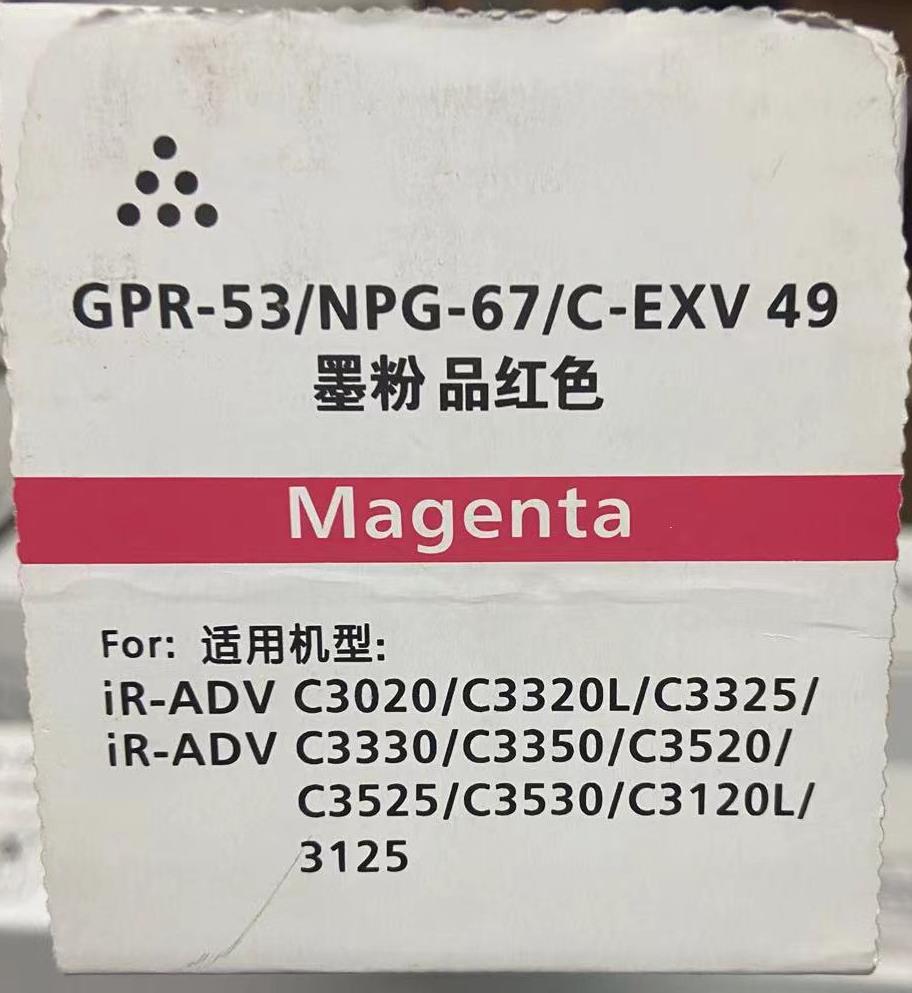 GPR-53/NPG-67/C-EXV 49
墨粉 品红色
Magenta
For: 适用机型:
iR-ADV C3020/C3320L/C3325/
iR-ADV C3330/C3350/C3520/
C3525/C3530/C3120L/
3125